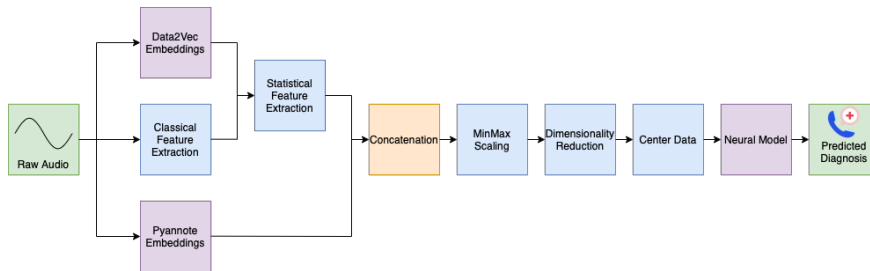 Data2Vec
Embeddings
Statistical
Feature
Extraction
Raw Audio
Classical
Feature
Extraction
Concatenation
MinMax
Scaling
Dimensionality
Reduction
Center Data
Neural Model
Predicted
Diagnosis
Pyannote
Embeddings